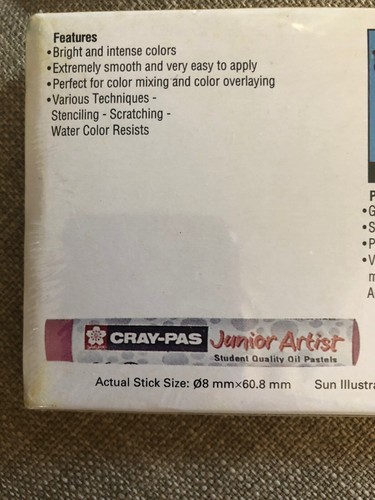 Features
•Bright and intense colors
•Extremely smooth and very easy to apply
•Perfect for color mixing and color overlaying
•Various Techniques -
Stenciling - Scratching -
Water Color Resists
CRAY-PAS Junior Artist
Student Quality Oil Pastels
Actual Stick Size: Ø8 mm×60.8 mm Sun Illustra